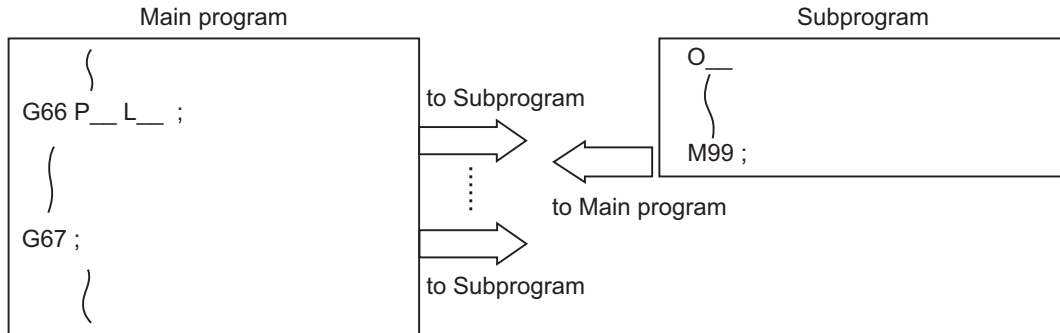 Main program
G66 P__ L__ ;
G67 ;
to Subprogram
to Main program
to Subprogram
Subprogram
O__
M99 ;